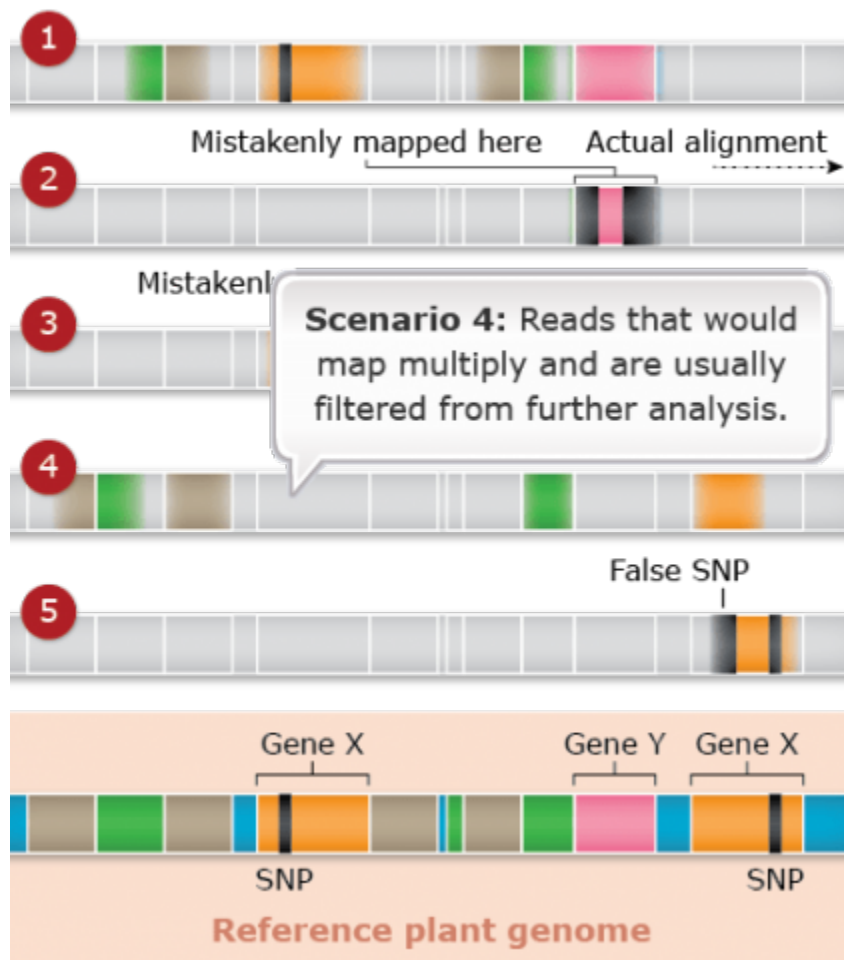 1
Mistakenly mapped here Actual alignment
2
Mistakenl
3
Scenario 4: Reads that would
map multiply and are usually
filtered from further analysis.
4
False SNP
5
Gene X Gene Y Gene X
SNP SNP
Reference plant genome